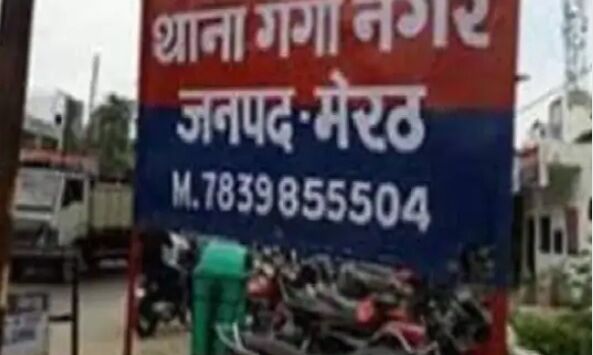 थाना गंगा नगर
जनपद-मेरठ
M.7839855504